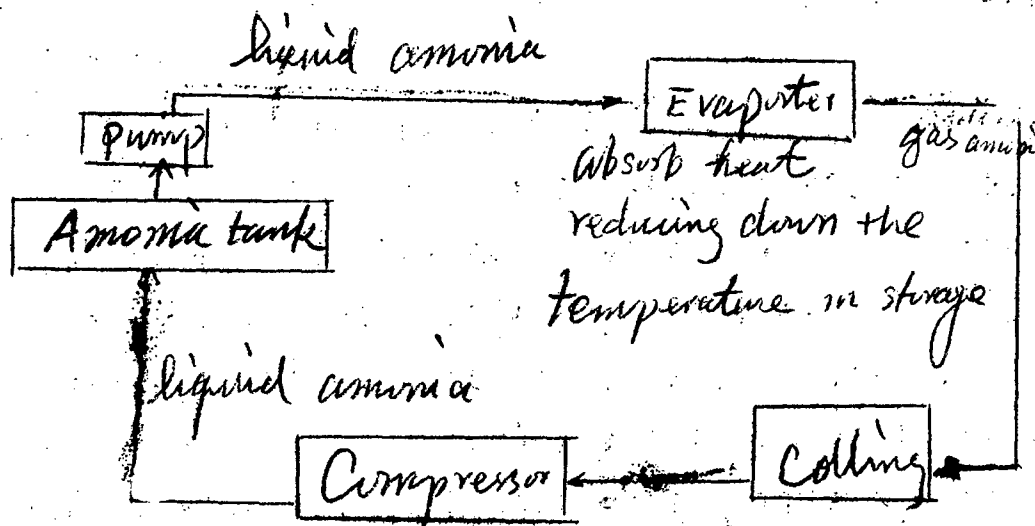 liquid amonia
Evaporter
Pump
gas
absorb heat
Amonia tank
reducing down the
temperature in storage
liquid amonia
Colling
Compressor